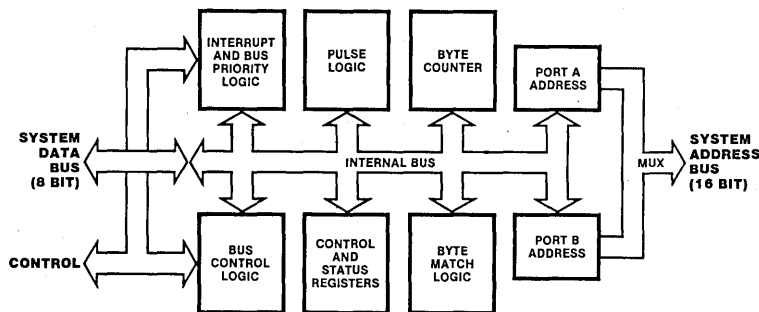 INTERRUPT
AND BUS
PRIORITY
LOGIC
PULSE
LOGIC
BYTE
COUNTER
PORT A
ADDRESS
SYSTEM
DATA
BUS
(8 BIT)
INTERNAL BUS
MUX
SYSTEM
ADDRESS
BUS
(16 BIT)
CONTROL
BUS
CONTROL
LOGIC
CONTROL
AND
STATUS
REGISTERS
BYTE
MATCH
LOGIC
PORT B
ADDRESS